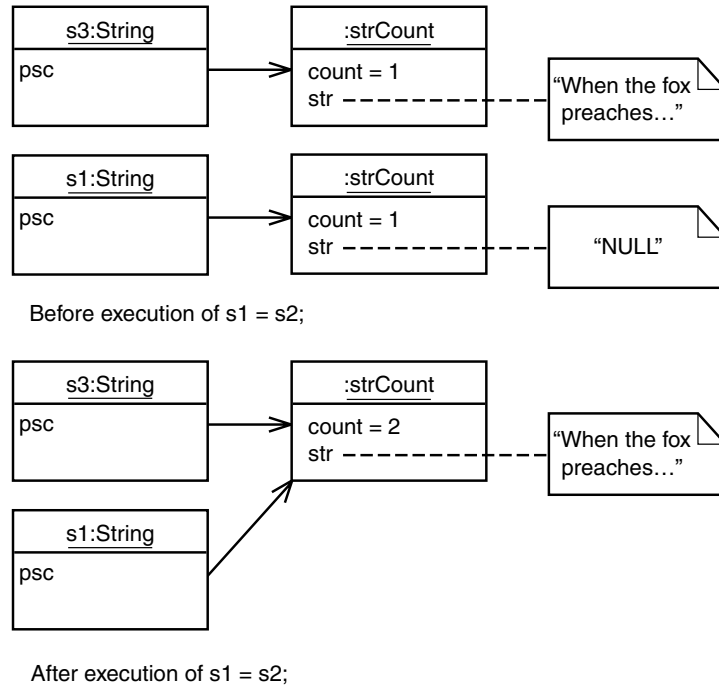 s3:String
:strCount
psc
count = 1
str
“When the fox
preaches…”
s1:String
:strCount
psc
count = 1
str
“NULL”
Before execution of s1 = s2;
s3:String
:strCount
psc
count = 2
str
“When the fox
preaches…”
s1:String
psc
After execution of s1 = s2;